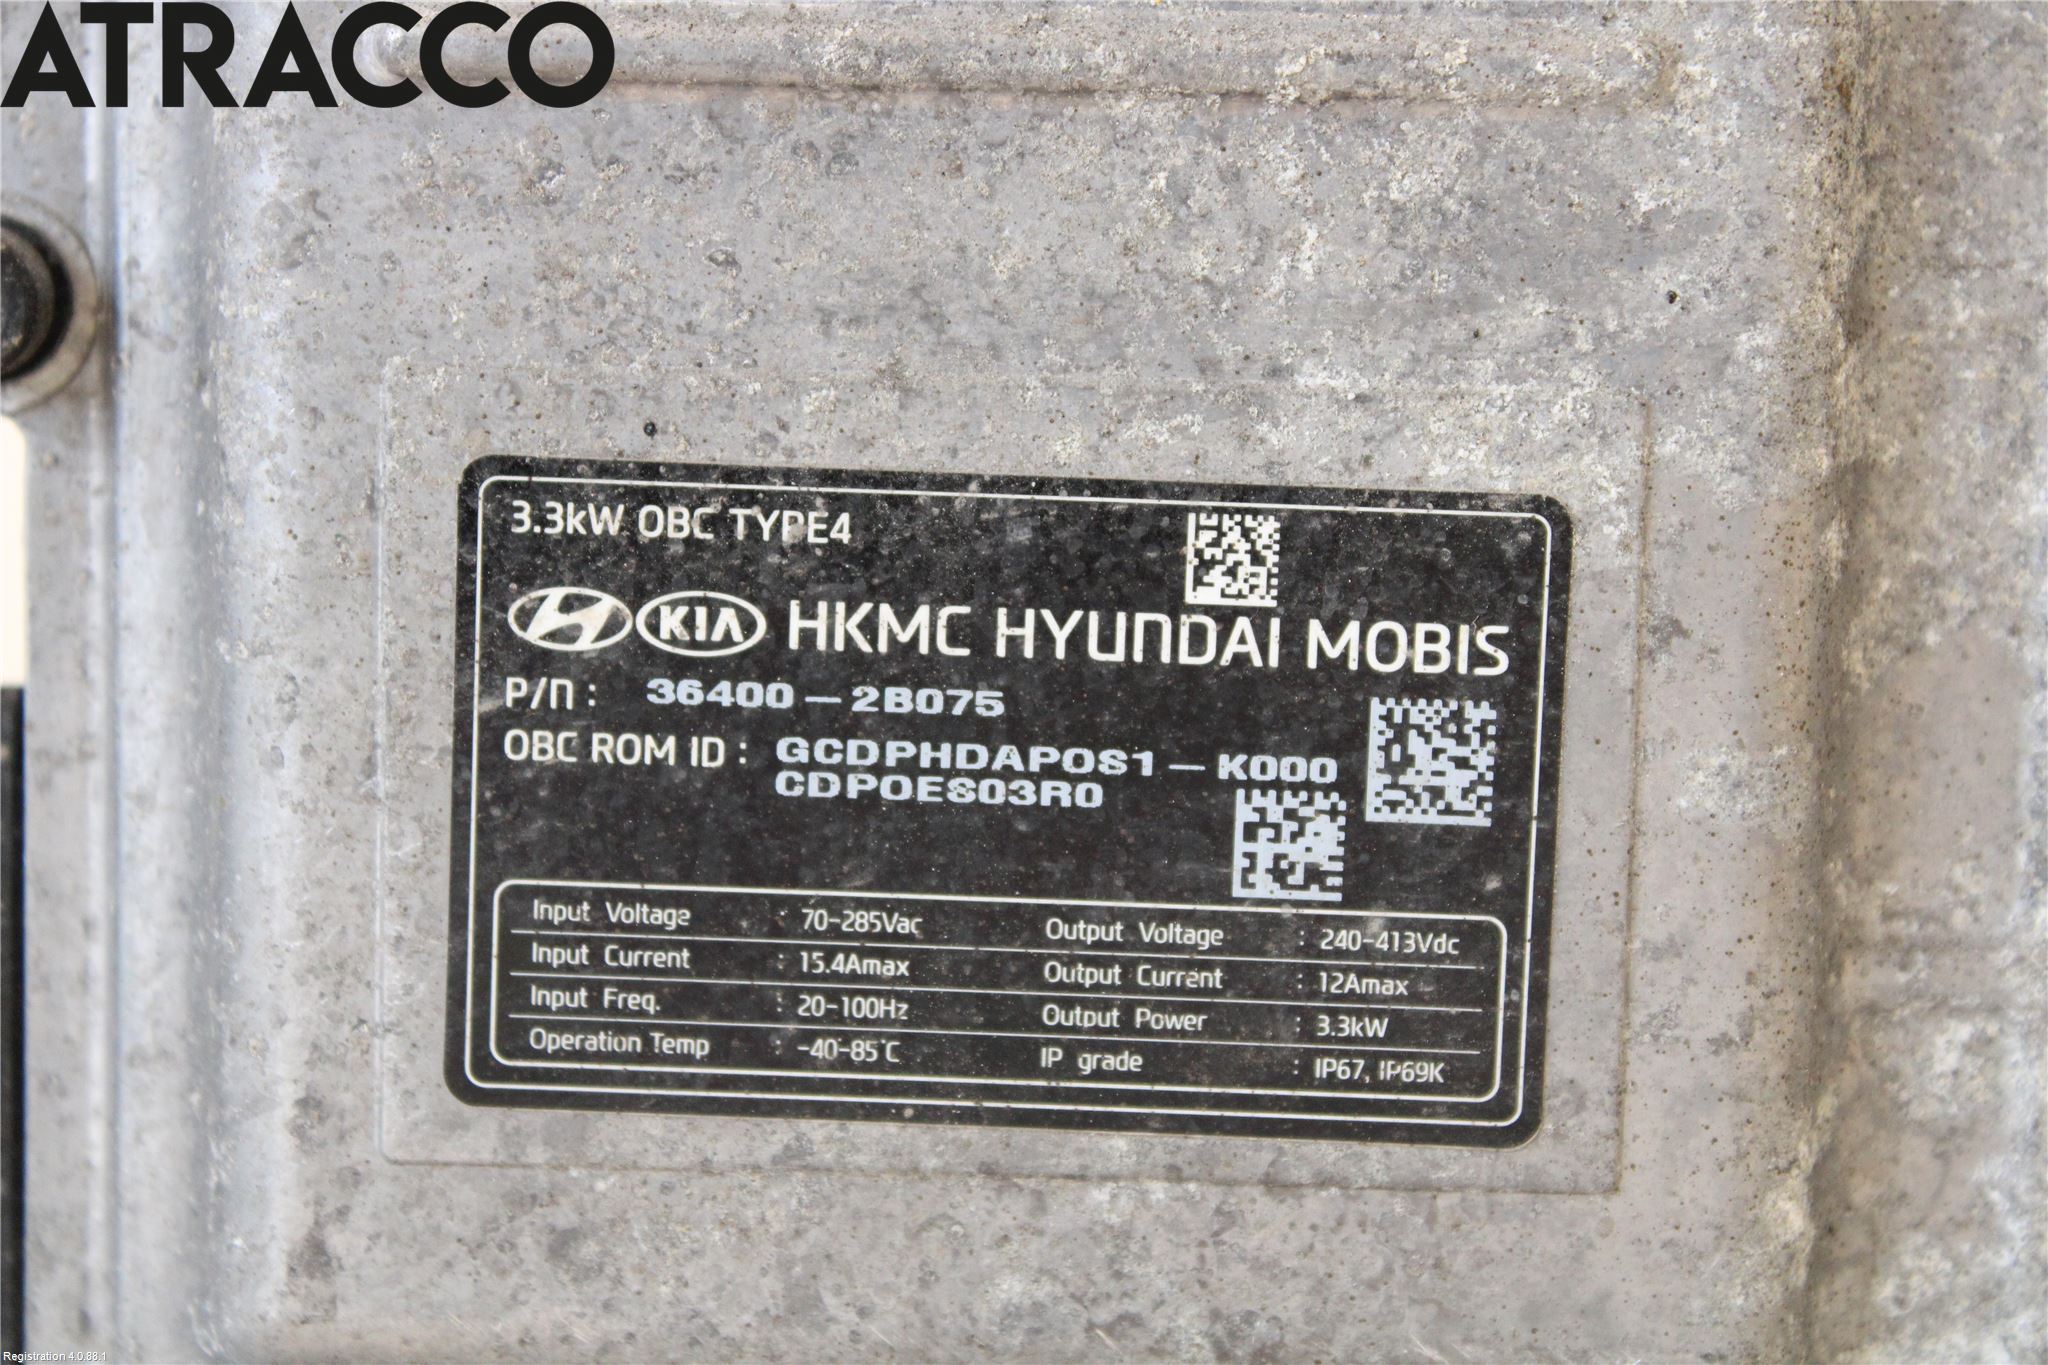 ATRACCO
3.3kW OBC TYPE4
KIA HKMC HYUNDAI MOBIS
P/N : 36400-2B075
OBC ROM ID : GCDPHDAPOS1-K000
CDPOES03R0
Input Voltage : 70-285Vac Output Voltage : 240-413Vdc
Input Current : 15.4Amax Output Current : 12Amax
Input Freq. : 20-100Hz Output Power : 3.3kW
Operation Temp : -40-85°C IP grade : IP67, IP69K
Registration 4.0.88.1